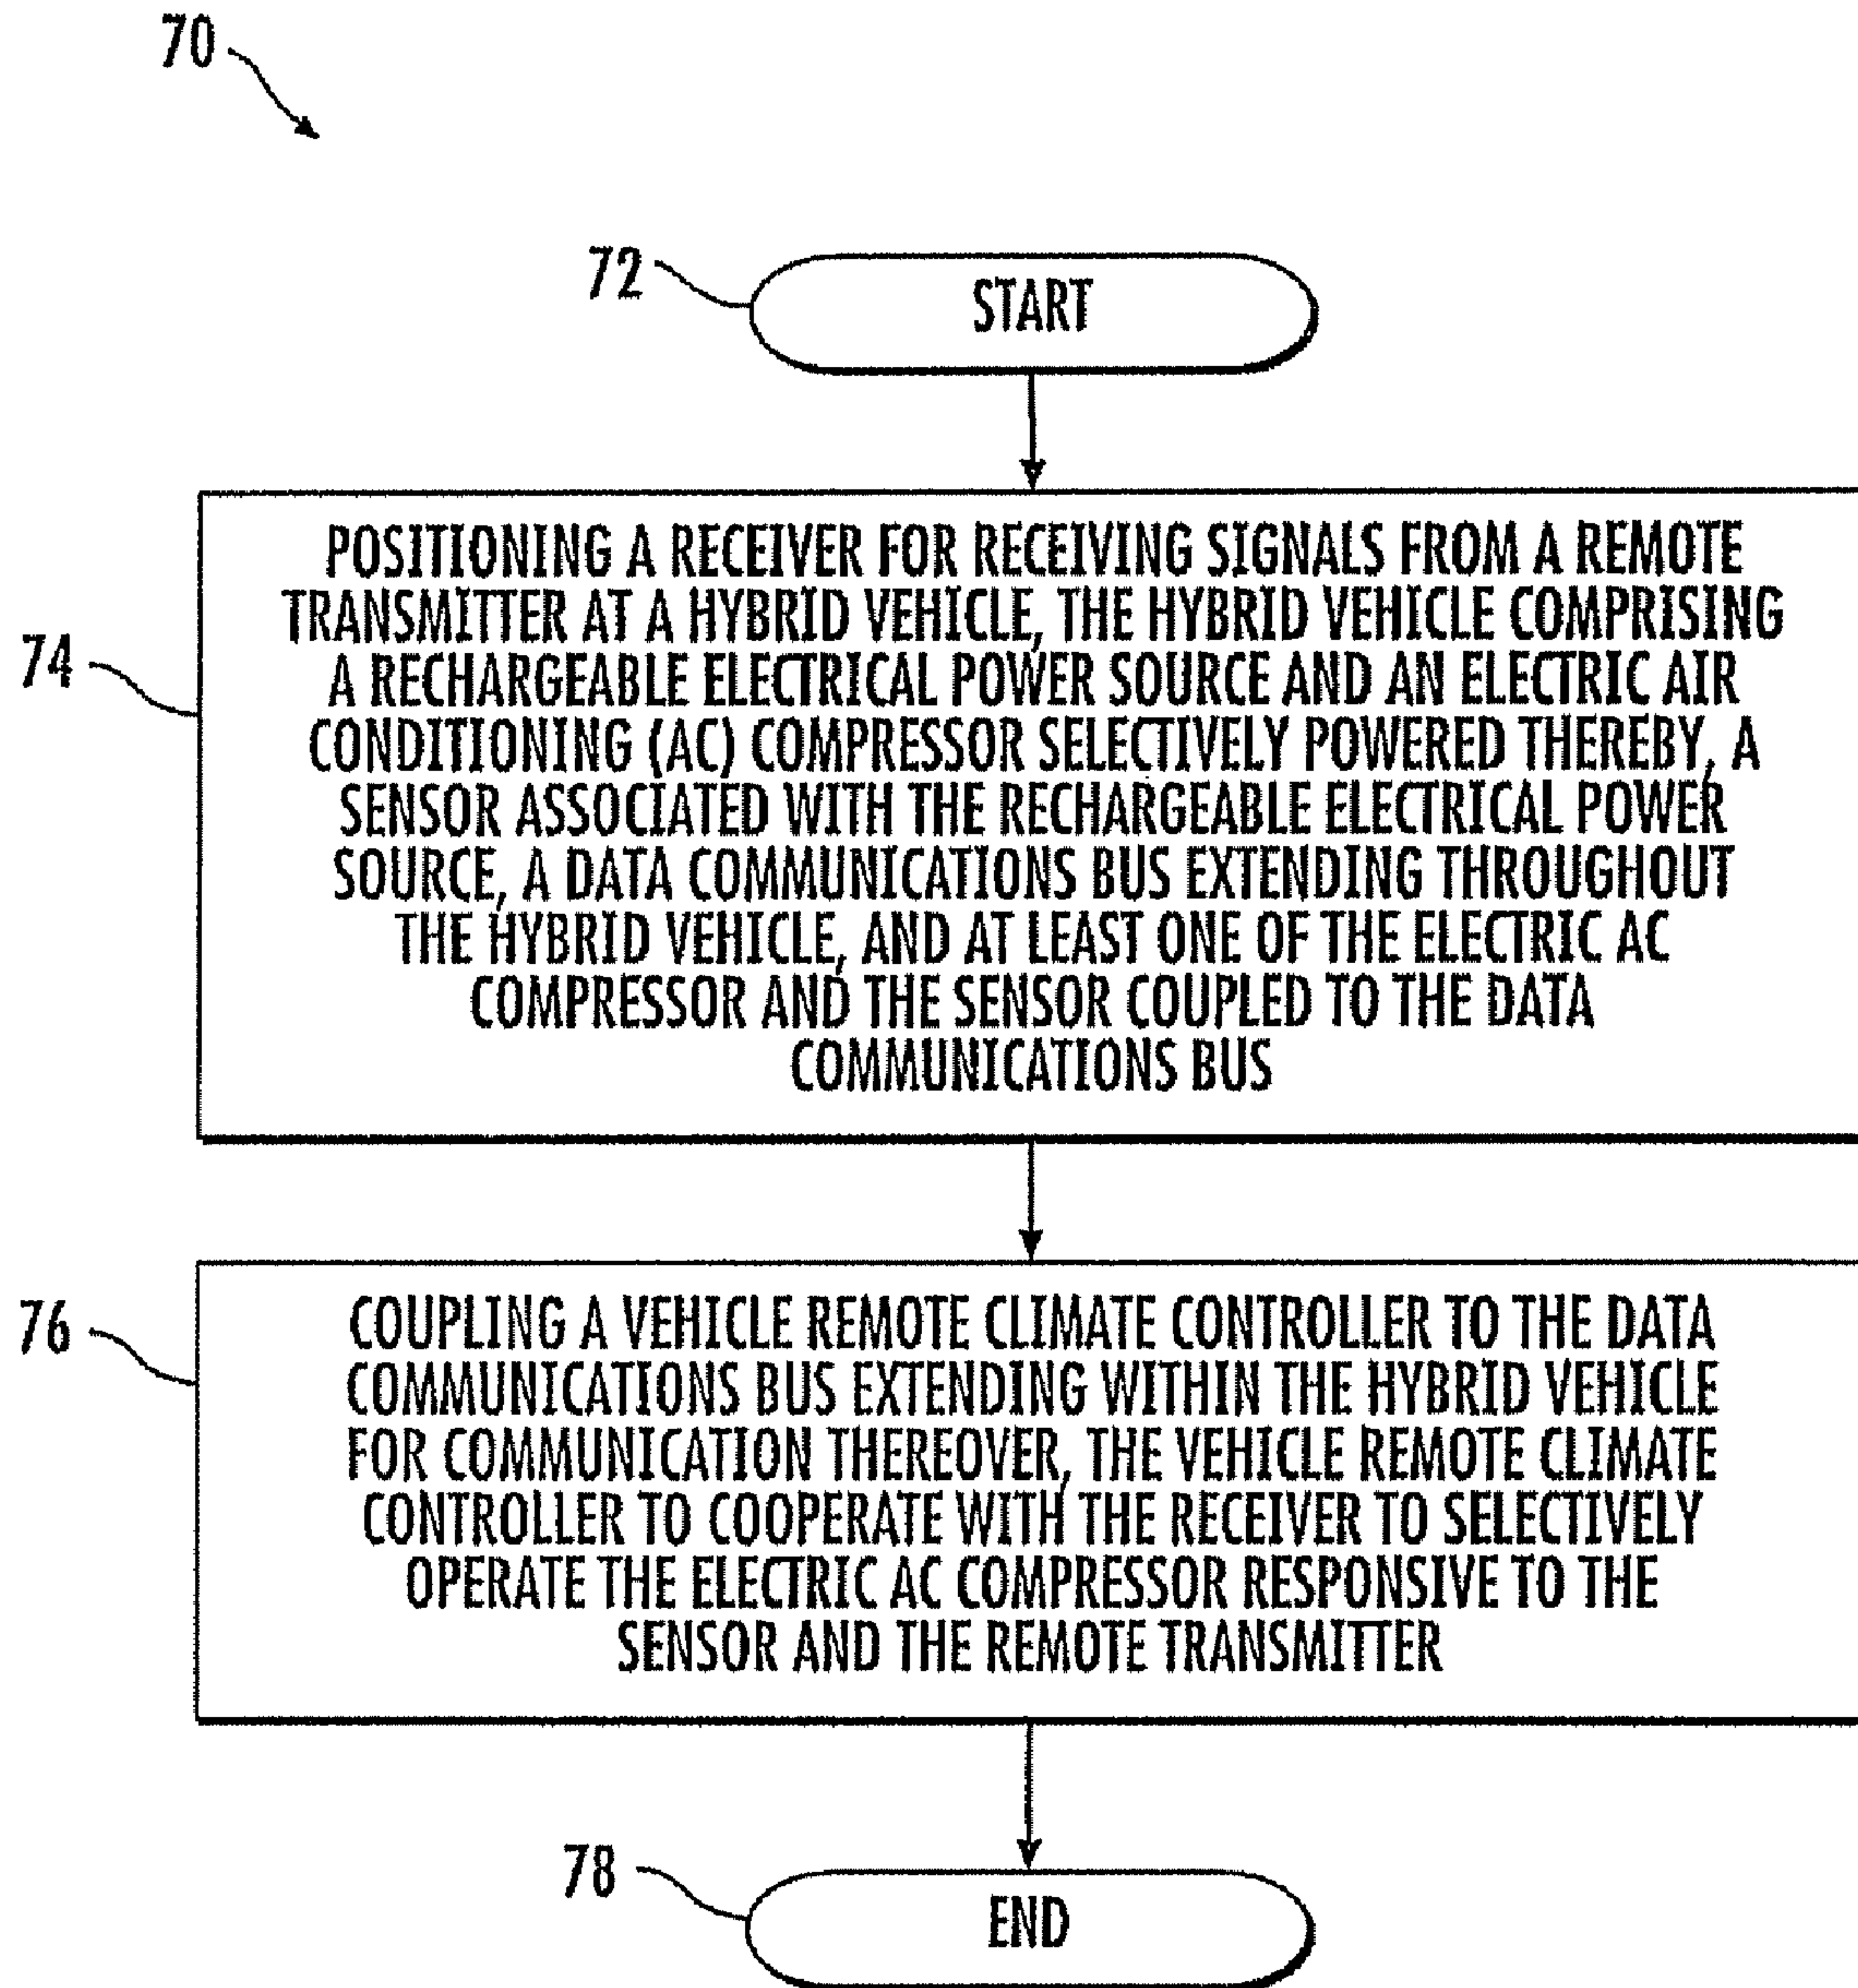 70
72
START
74
POSITIONING A RECEIVER FOR RECEIVING SIGNALS FROM A REMOTE
TRANSMITTER AT A HYBRID VEHICLE, THE HYBRID VEHICLE COMPRISING
A RECHARGEABLE ELECTRICAL POWER SOURCE AND AN ELECTRIC AIR
CONDITIONING (AC) COMPRESSOR SELECTIVELY POWERED THEREBY, A
SENSOR ASSOCIATED WITH THE RECHARGEABLE ELECTRICAL POWER
SOURCE, A DATA COMMUNICATIONS BUS EXTENDING THROUGHOUT
THE HYBRID VEHICLE, AND AT LEAST ONE OF THE ELECTRIC AC
COMPRESSOR AND THE SENSOR COUPLED TO THE DATA
COMMUNICATIONS BUS
76
COUPLING A VEHICLE REMOTE CLIMATE CONTROLLER TO THE DATA
COMMUNICATIONS BUS EXTENDING WITHIN THE HYBRID VEHICLE
FOR COMMUNICATION THEREOVER, THE VEHICLE REMOTE CLIMATE
CONTROLLER TO COOPERATE WITH THE RECEIVER TO SELECTIVELY
OPERATE THE ELECTRIC AC COMPRESSOR RESPONSIVE TO THE
SENSOR AND THE REMOTE TRANSMITTER
78
END